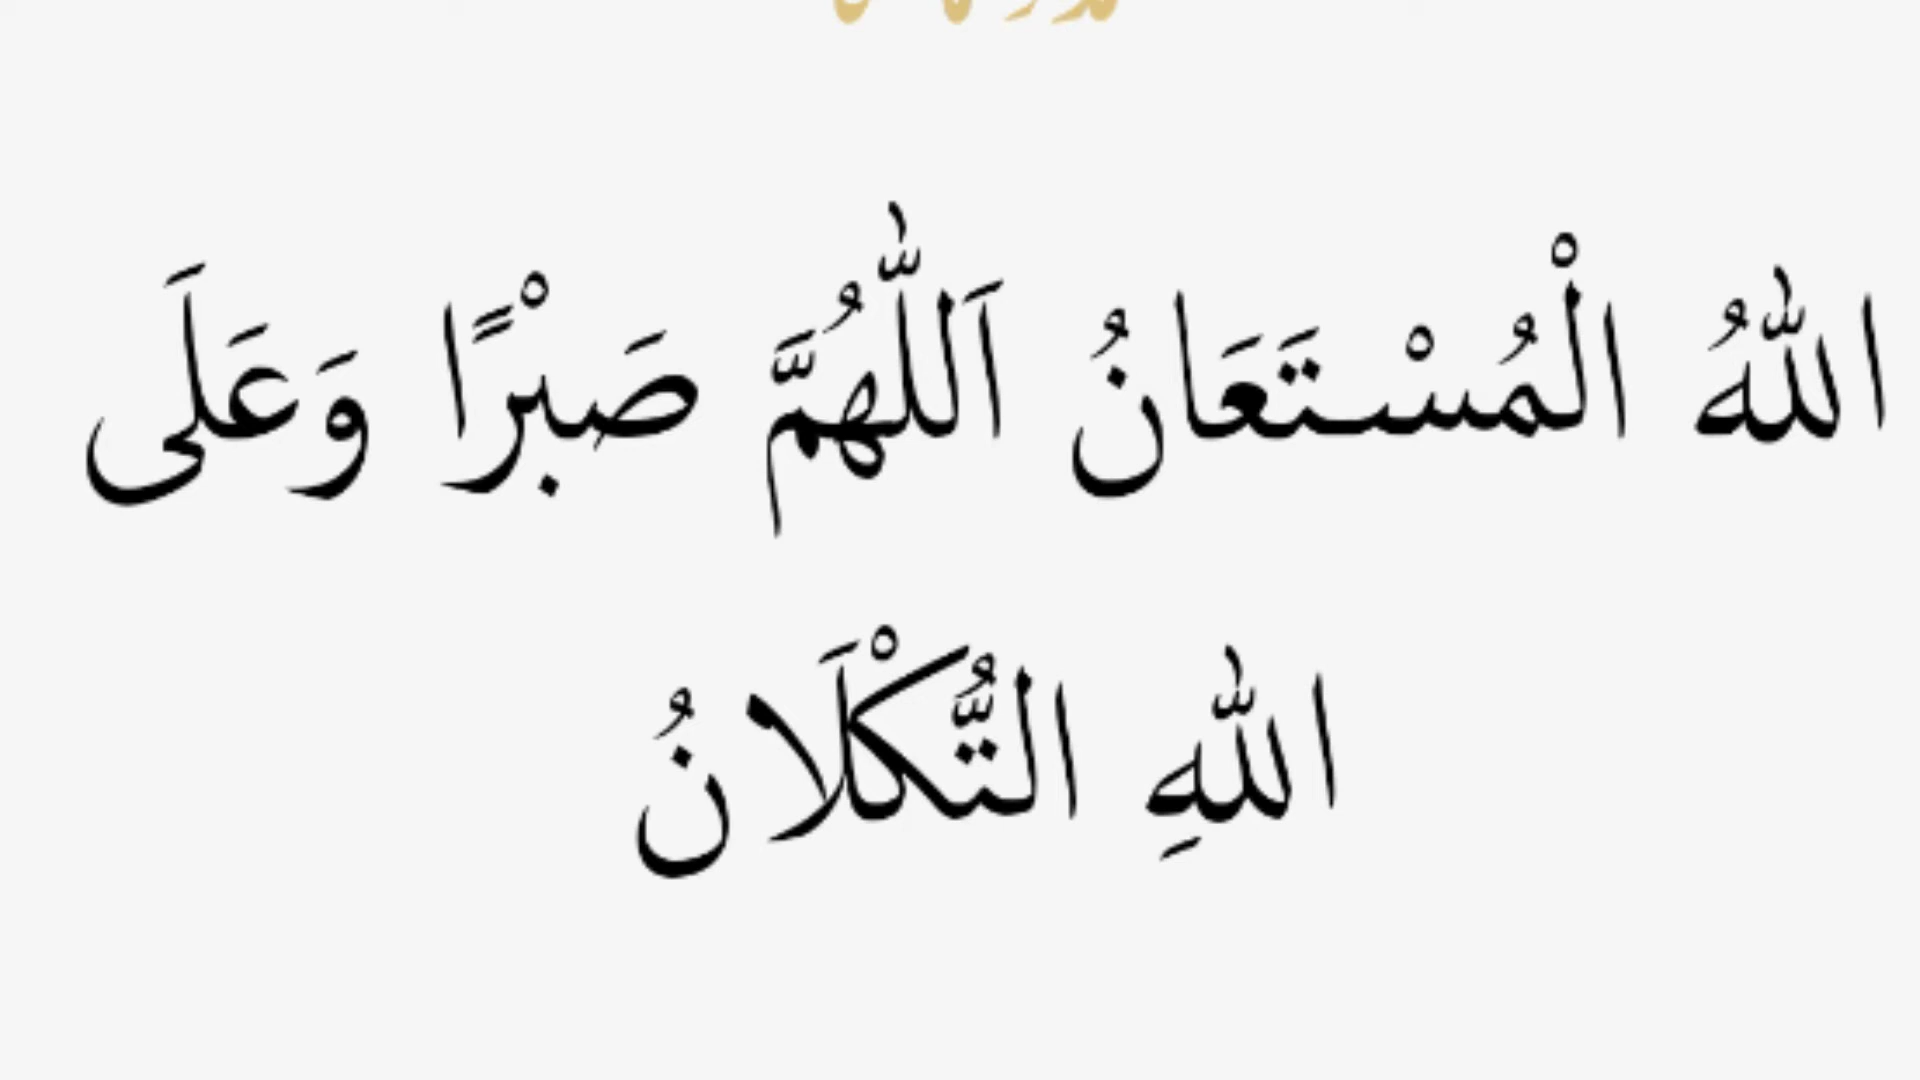 اللهُ الْمُسْتَعَانُ اَللّٰهُمَّ صَبْرًا وَعَلَى
اللهِ التُّكْلَانُ